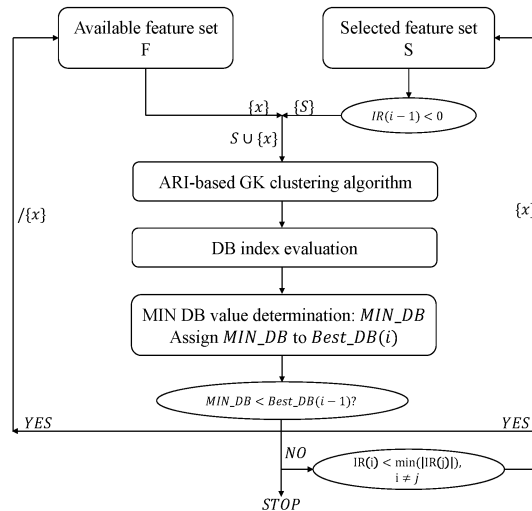 Available feature set
F
Selected feature set
S
{x}
{S}
IR(i − 1) < 0
S ∪ {x}
ARI-based GK clustering algorithm
/{x}
{x}
DB index evaluation
MIN DB value determination: MIN_DB
Assign MIN_DB to Best_DB(i)
MIN_DB < Best_DB(i − 1)?
YES
YES
NO
IR(i) < min(|IR(j)|),
i ≠ j
STOP